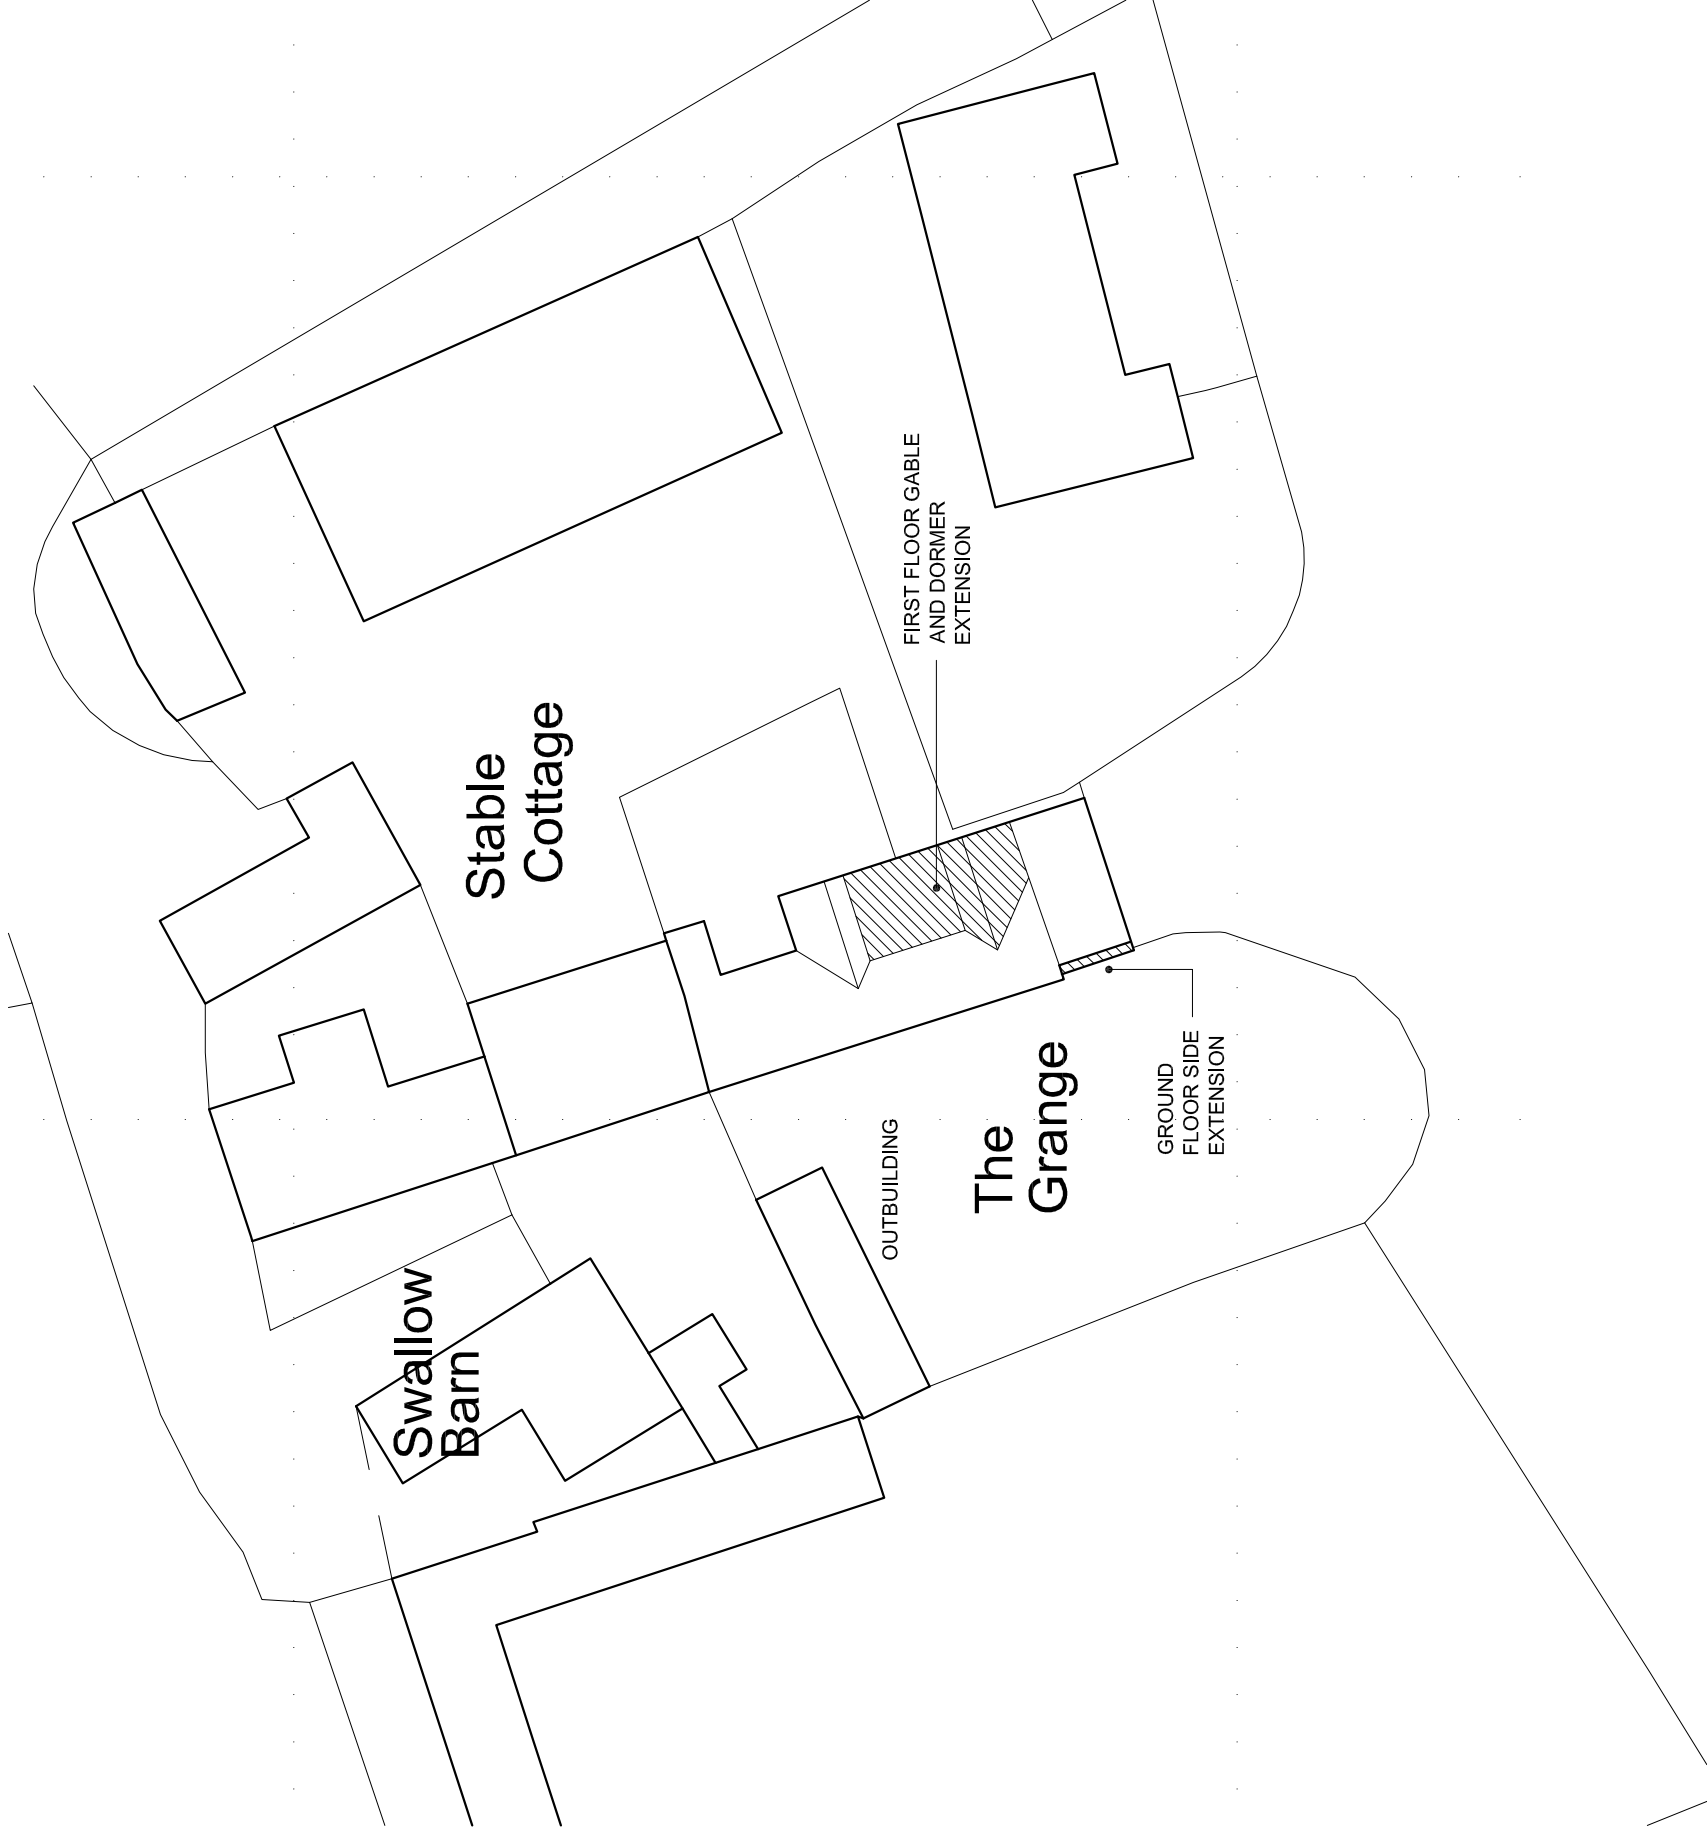 Stable
Cottage
FIRST FLOOR GABLE
AND DORMER
EXTENSION
Swallow
Barn
OUTBUILDING
The
Grange
GROUND
FLOOR SIDE
EXTENSION